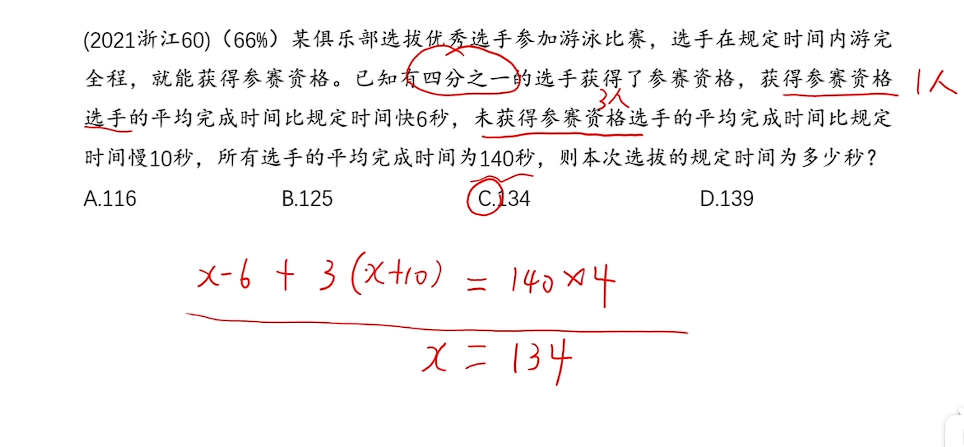 (2021浙江60)（66%）某俱乐部选拔优秀选手参加游泳比赛，选手在规定时间内游完
全程，就能获得参赛资格。已知有四分之一的选手获得了参赛资格，获得参赛资格 1人
3人
选手的平均完成时间比规定时间快6秒，未获得参赛资格选手的平均完成时间比规定
时间慢10秒，所有选手的平均完成时间为140秒，则本次选拔的规定时间为多少秒？
A.116 B.125 C.134 D.139
x-6 + 3(x+10) = 140×4
x = 134